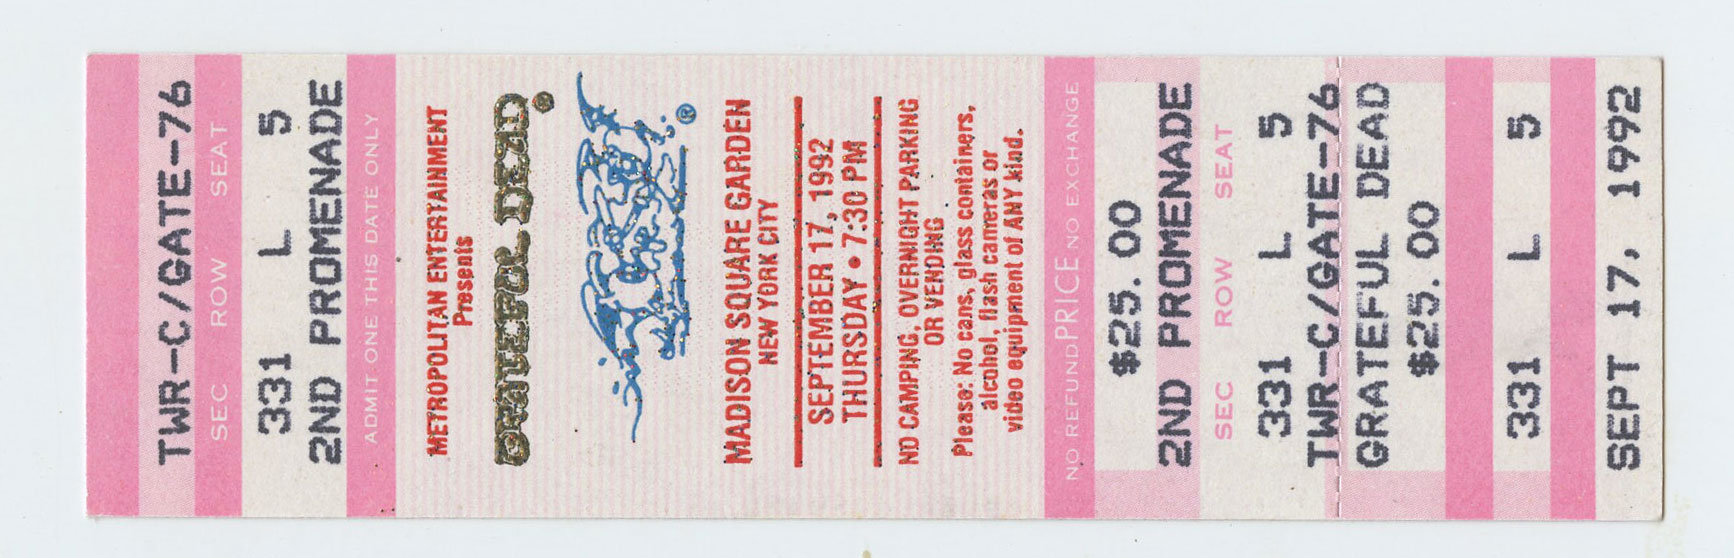 TWR-C/GATE-76
SEC ROW SEAT
331 L 5
2ND PROMENADE
ADMIT ONE THIS DATE ONLY
METROPOLITAN ENTERTAINMENT
Presents
GRATEFUL DEAD ®
®
MADISON SQUARE GARDEN
NEW YORK CITY
SEPTEMBER 17, 1992
THURSDAY • 7:30 PM
NO CAMPING, OVERNIGHT PARKING
OR VENDING
Please: No cans, glass containers,
alcohol, flash cameras or
video equipment of ANY kind.
NO REFUND PRICE NO EXCHANGE
$25.00
2ND PROMENADE
SEC ROW SEAT
331 L 5
TWR-C/GATE-76
GRATEFUL DEAD
$25.00
331 L 5
SEPT 17, 1992